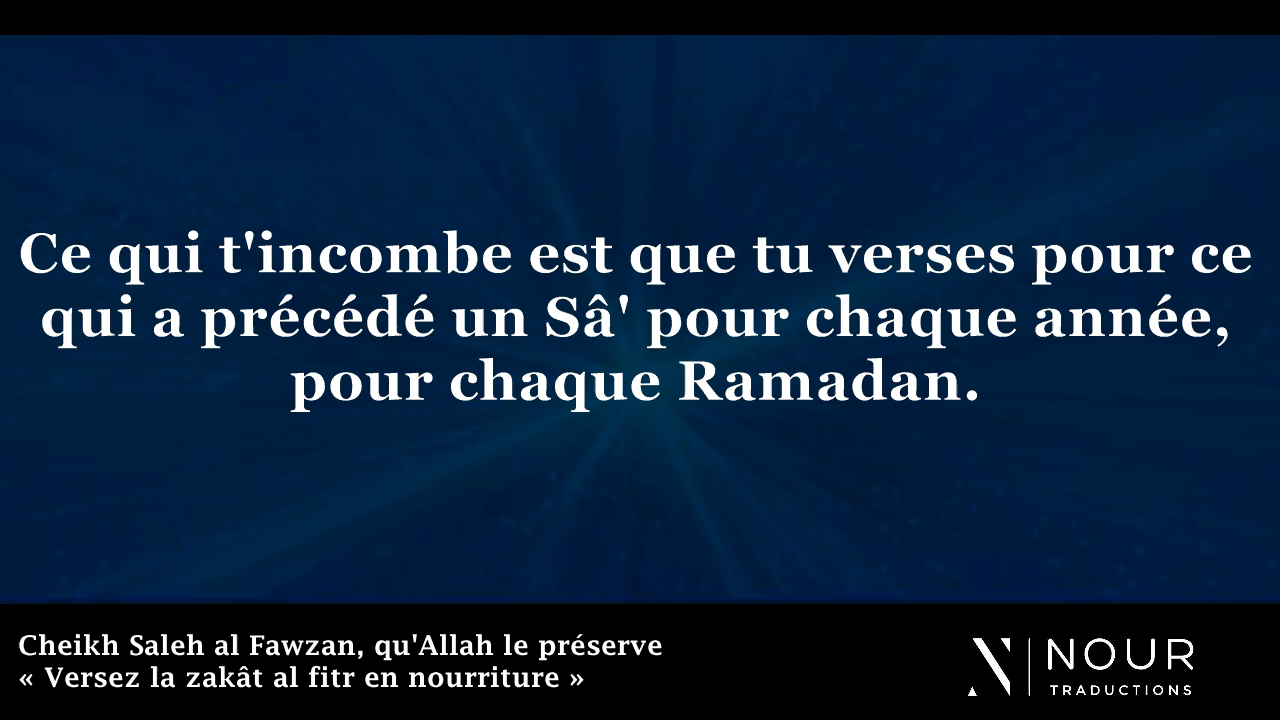 Ce qui t'incombe est que tu verses pour ce
qui a précédé un Sâ' pour chaque année,
pour chaque Ramadan.
Cheikh Saleh al Fawzan, qu'Allah le préserve
« Versez la zakât al fitr en nourriture »
NOUR
TRADUCTIONS